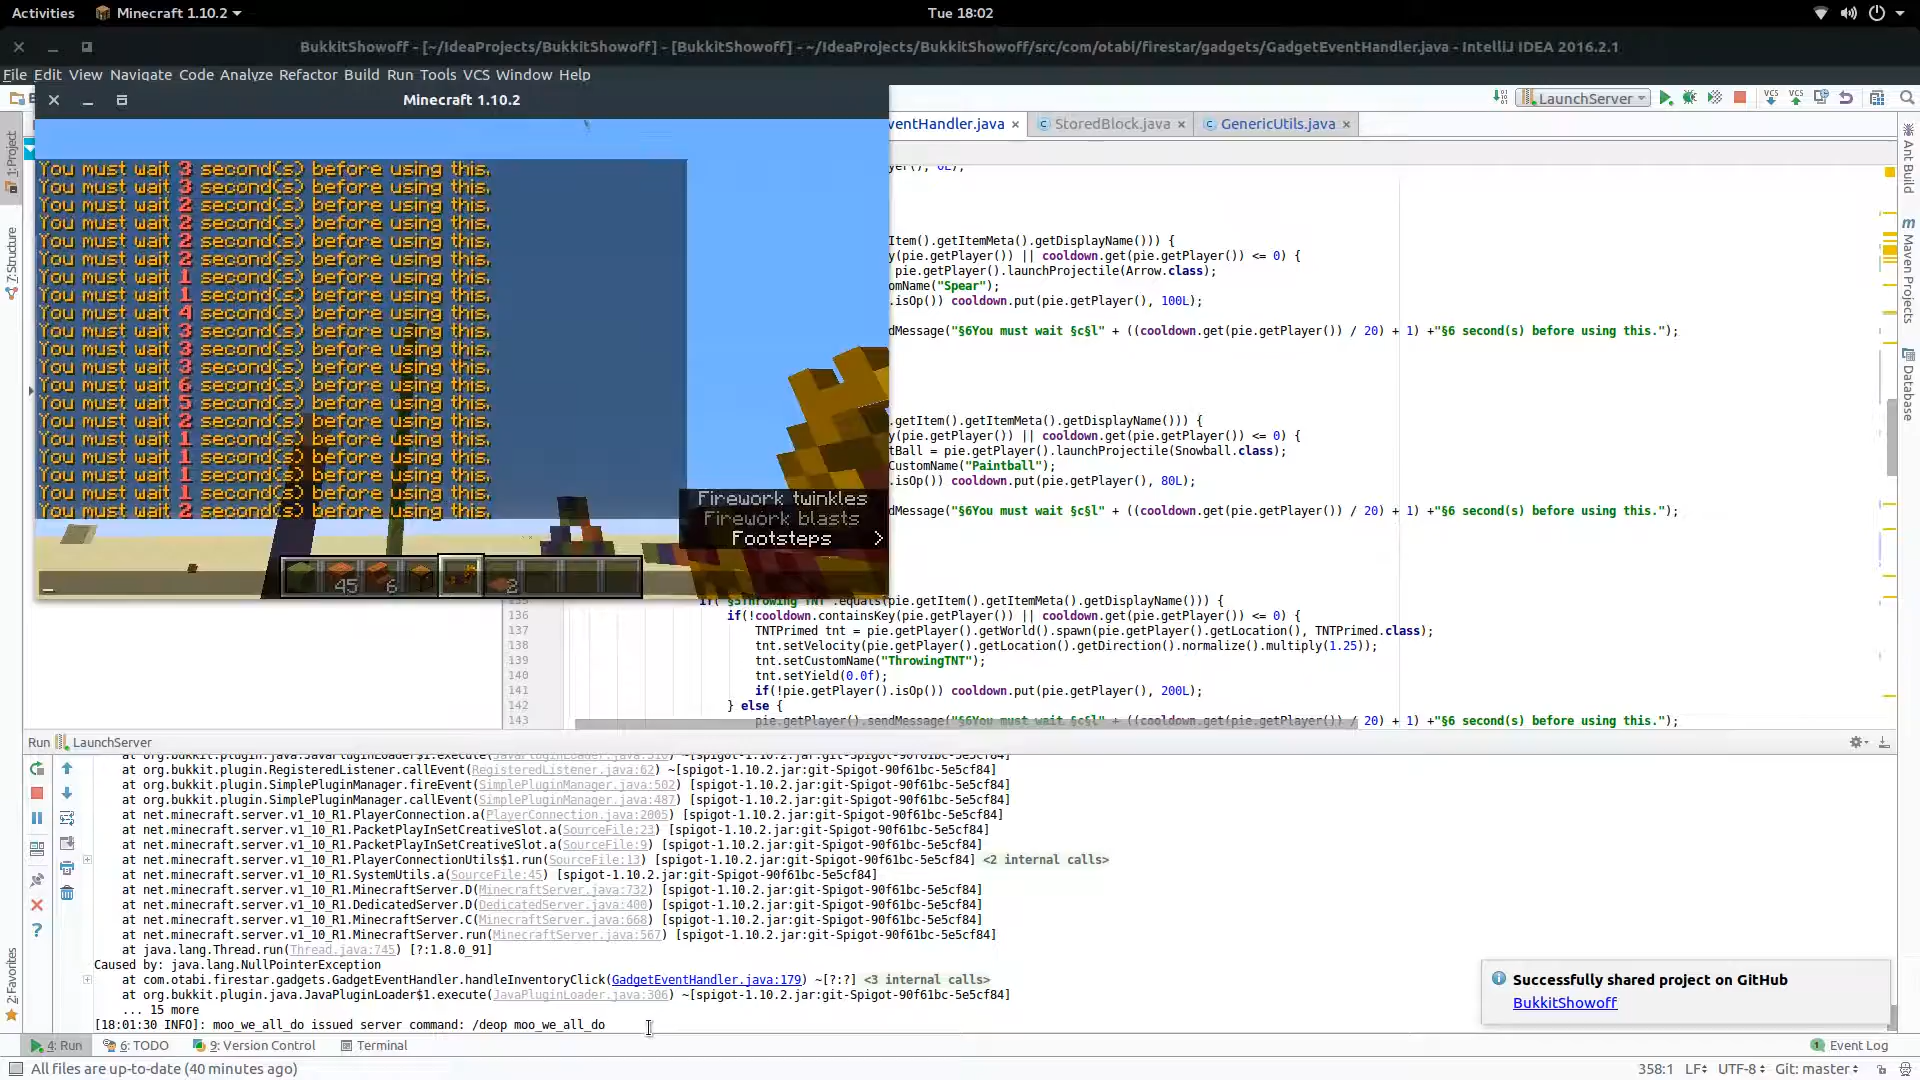 Activities
Minecraft 1.10.2
Tue 18:02
BukkitShowoff - [~/IdeaProjects/BukkitShowoff] - [BukkitShowoff] - ~/IdeaProjects/BukkitShowoff/src/com/otabi/firestar/gadgets/GadgetEventHandler.java - IntelliJ IDEA 2016.2.1
File Edit View Navigate Code Analyze Refactor Build Run Tools VCS Window Help
Minecraft 1.10.2
LaunchServer
ventHandler.java
StoredBlock.java
GenericUtils.java
1: Project
7: Structure
2: Favorites
Ant Build
Maven Projects
Database
You must wait 3 second(s) before using this.
You must wait 3 second(s) before using this.
You must wait 2 second(s) before using this.
You must wait 2 second(s) before using this.
You must wait 2 second(s) before using this.
You must wait 2 second(s) before using this.
You must wait 1 second(s) before using this.
You must wait 1 second(s) before using this.
You must wait 4 second(s) before using this.
You must wait 3 second(s) before using this.
You must wait 3 second(s) before using this.
You must wait 3 second(s) before using this.
You must wait 6 second(s) before using this.
You must wait 5 second(s) before using this.
You must wait 2 second(s) before using this.
You must wait 1 second(s) before using this.
You must wait 1 second(s) before using this.
You must wait 1 second(s) before using this.
You must wait 1 second(s) before using this.
You must wait 2 second(s) before using this.
Firework twinkles
Firework blasts
Footsteps >
45 6 2
yer(), 0L);
Item().getItemMeta().getDisplayName())) {
y(pie.getPlayer()) || cooldown.get(pie.getPlayer()) <= 0) {
pie.getPlayer().launchProjectile(Arrow.class);
omName("Spear");
.isOp()) cooldown.put(pie.getPlayer(), 100L);
dMessage("§6You must wait §c§l" + ((cooldown.get(pie.getPlayer()) / 20) + 1) +"§6 second(s) before using this.");
.getItem().getItemMeta().getDisplayName())) {
y(pie.getPlayer()) || cooldown.get(pie.getPlayer()) <= 0) {
tBall = pie.getPlayer().launchProjectile(Snowball.class);
CustomName("Paintball");
.isOp()) cooldown.put(pie.getPlayer(), 80L);
dMessage("§6You must wait §c§l" + ((cooldown.get(pie.getPlayer()) / 20) + 1) +"§6 second(s) before using this.");
135 if("§5Throwing TNT".equals(pie.getItem().getItemMeta().getDisplayName())) {
136 if(!cooldown.containsKey(pie.getPlayer()) || cooldown.get(pie.getPlayer()) <= 0) {
137 TNTPrimed tnt = pie.getPlayer().getWorld().spawn(pie.getPlayer().getLocation(), TNTPrimed.class);
138 tnt.setVelocity(pie.getPlayer().getLocation().getDirection().normalize().multiply(1.25));
139 tnt.setCustomName("ThrowingTNT");
140 tnt.setYield(0.0f);
141 if(!pie.getPlayer().isOp()) cooldown.put(pie.getPlayer(), 200L);
142 } else {
143 pie.getPlayer().sendMessage("§6You must wait §c§l" + ((cooldown.get(pie.getPlayer()) / 20) + 1) +"§6 second(s) before using this.");
Run LaunchServer
at org.bukkit.plugin.java.JavaPluginLoader$1.execute(JavaPluginLoader.java:310) ~[spigot-1.10.2.jar:git-Spigot-90f61bc-5e5cf84]
at org.bukkit.plugin.RegisteredListener.callEvent(RegisteredListener.java:62) ~[spigot-1.10.2.jar:git-Spigot-90f61bc-5e5cf84]
at org.bukkit.plugin.SimplePluginManager.fireEvent(SimplePluginManager.java:502) [spigot-1.10.2.jar:git-Spigot-90f61bc-5e5cf84]
at org.bukkit.plugin.SimplePluginManager.callEvent(SimplePluginManager.java:487) [spigot-1.10.2.jar:git-Spigot-90f61bc-5e5cf84]
at net.minecraft.server.v1_10_R1.PlayerConnection.a(PlayerConnection.java:2005) [spigot-1.10.2.jar:git-Spigot-90f61bc-5e5cf84]
at net.minecraft.server.v1_10_R1.PacketPlayInSetCreativeSlot.a(SourceFile:23) [spigot-1.10.2.jar:git-Spigot-90f61bc-5e5cf84]
at net.minecraft.server.v1_10_R1.PacketPlayInSetCreativeSlot.a(SourceFile:9) [spigot-1.10.2.jar:git-Spigot-90f61bc-5e5cf84]
at net.minecraft.server.v1_10_R1.PlayerConnectionUtils$1.run(SourceFile:13) [spigot-1.10.2.jar:git-Spigot-90f61bc-5e5cf84] <2 internal calls>
at net.minecraft.server.v1_10_R1.SystemUtils.a(SourceFile:45) [spigot-1.10.2.jar:git-Spigot-90f61bc-5e5cf84]
at net.minecraft.server.v1_10_R1.MinecraftServer.D(MinecraftServer.java:732) [spigot-1.10.2.jar:git-Spigot-90f61bc-5e5cf84]
at net.minecraft.server.v1_10_R1.DedicatedServer.D(DedicatedServer.java:400) [spigot-1.10.2.jar:git-Spigot-90f61bc-5e5cf84]
at net.minecraft.server.v1_10_R1.MinecraftServer.C(MinecraftServer.java:668) [spigot-1.10.2.jar:git-Spigot-90f61bc-5e5cf84]
at net.minecraft.server.v1_10_R1.MinecraftServer.run(MinecraftServer.java:567) [spigot-1.10.2.jar:git-Spigot-90f61bc-5e5cf84]
at java.lang.Thread.run(Thread.java:745) [?:1.8.0_91]
Caused by: java.lang.NullPointerException
at com.otabi.firestar.gadgets.GadgetEventHandler.handleInventoryClick(GadgetEventHandler.java:179) ~[?:?] <3 internal calls>
at org.bukkit.plugin.java.JavaPluginLoader$1.execute(JavaPluginLoader.java:306) ~[spigot-1.10.2.jar:git-Spigot-90f61bc-5e5cf84]
... 15 more
[18:01:30 INFO]: moo_we_all_do issued server command: /deop moo_we_all_do
Successfully shared project on GitHub
BukkitShowoff
4: Run
6: TODO
9: Version Control
Terminal
1 Event Log
All files are up-to-date (40 minutes ago)
358:1 LF UTF-8 Git: master